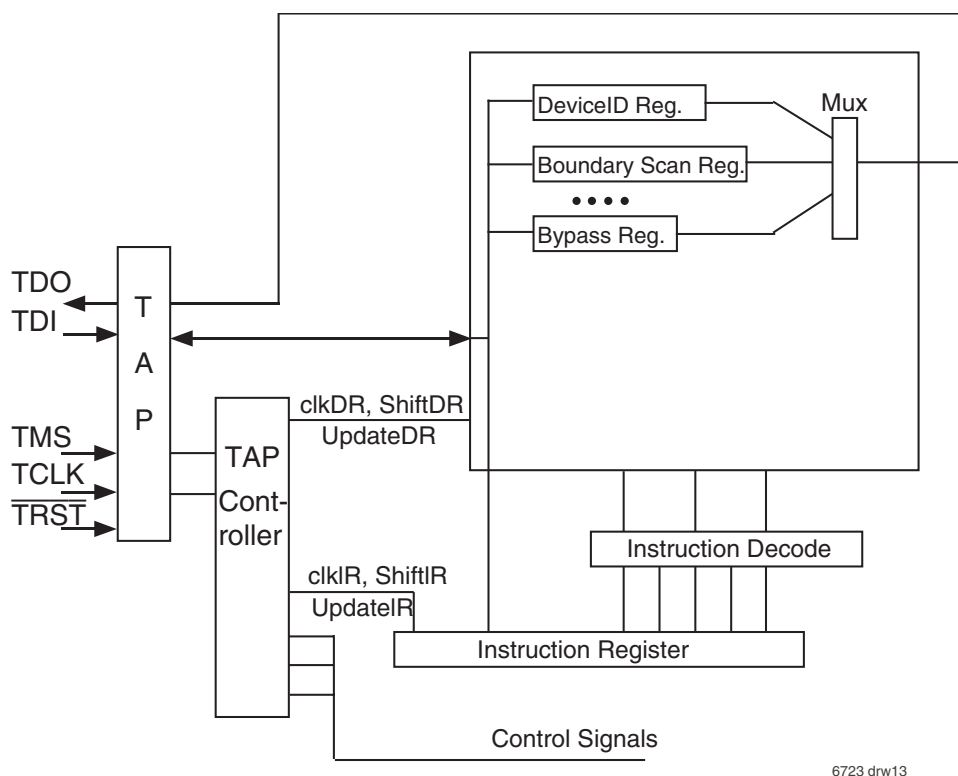 DeviceID Reg.
Mux
Boundary Scan Reg.
Bypass Reg.
TDO
TDI
T
A
P
TMS
TCLK
TRST
clkDR, ShiftDR
UpdateDR
TAP
Cont-
roller
Instruction Decode
clkIR, ShiftIR
UpdateIR
Instruction Register
Control Signals
6723 drw13